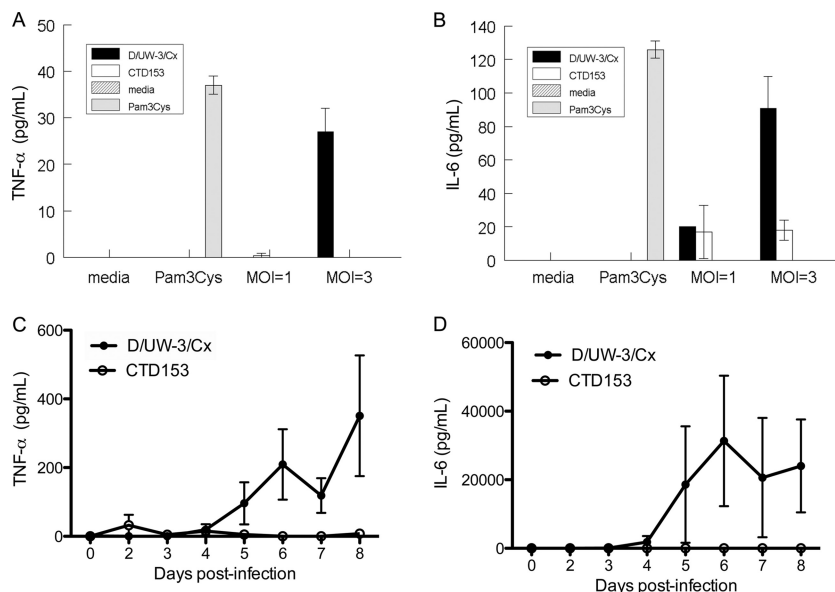 A
TNF-α (pg/mL)
50
40
30
20
10
0
D/UW-3/Cx
CTD153
media
Pam3Cys
media Pam3Cys MOI=1 MOI=3
B
IL-6 (pg/mL)
140
120
100
80
60
40
20
0
D/UW-3/Cx
CTD153
media
Pam3Cys
media Pam3Cys MOI=1 MOI=3
C
TNF-α (pg/mL)
600
400
200
0
D/UW-3/Cx
CTD153
0 2 3 4 5 6 7 8
Days post-infection
D
IL-6 (pg/mL)
60000
40000
20000
0
D/UW-3/Cx
CTD153
0 2 3 4 5 6 7 8
Days post-infection